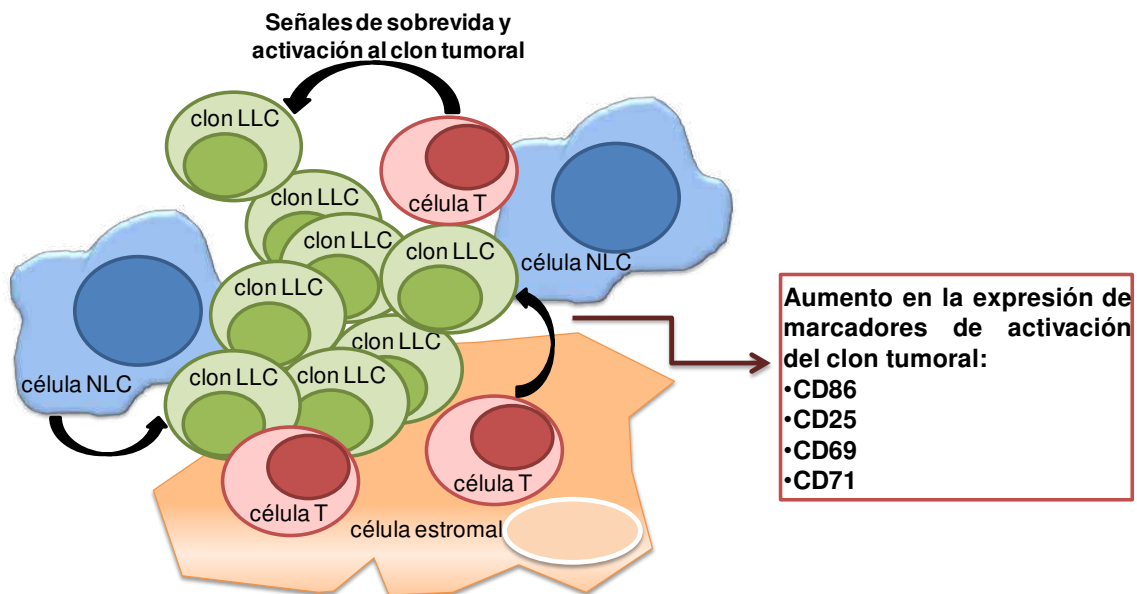 Señales de sobrevida y
activación al clon tumoral
clon LLC
clon LLC
célula T
clon LLC
clon LLC
célula NLC
clon LLC
clon LLC
clon LLC
clon LLC
célula NLC
célula T
célula T
célula estromal
Aumento en la expresión de
marcadores de activación
del clon tumoral:
•CD86
•CD25
•CD69
•CD71